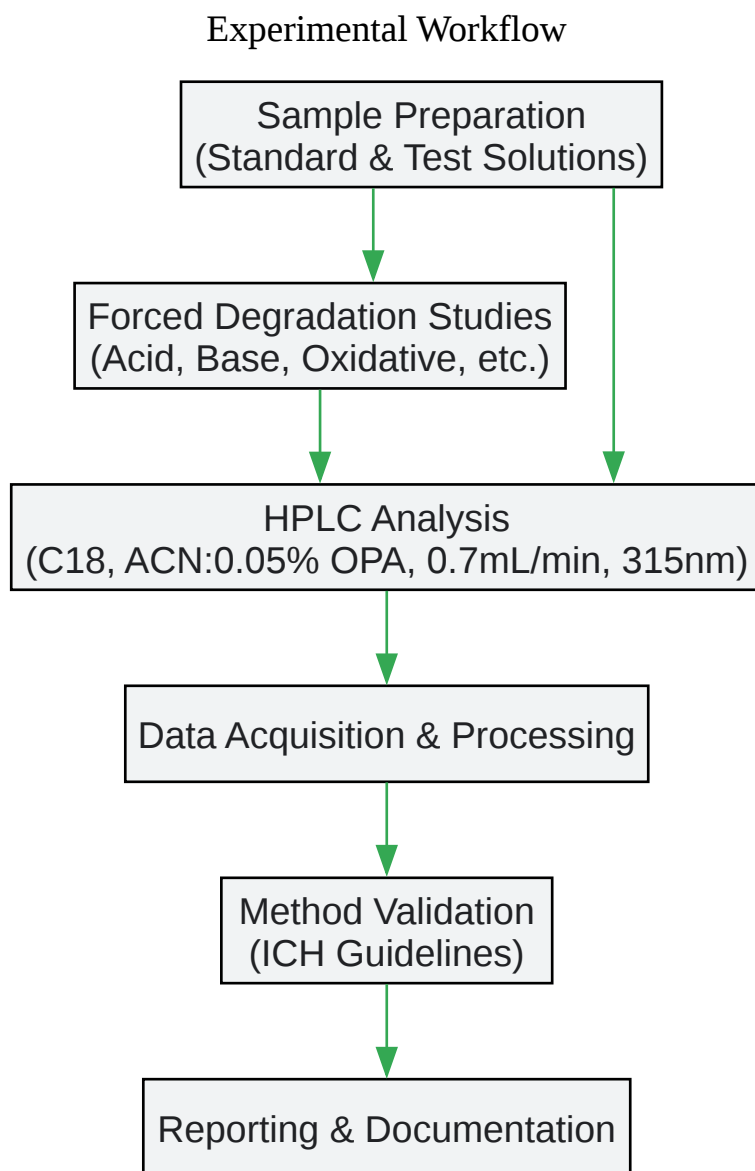 Experimental Workflow
Sample Preparation
(Standard & Test Solutions)
Forced Degradation Studies
(Acid, Base, Oxidative, etc.)
HPLC Analysis
(C18, ACN:0.05% OPA, 0.7mL/min, 315nm)
Data Acquisition & Processing
Method Validation
(ICH Guidelines)
Reporting & Documentation